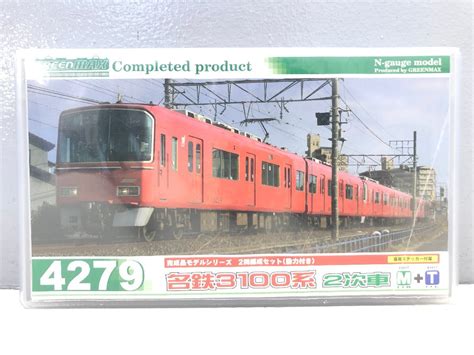 GREENMAX Completed product
N-gauge model
Produced by GREENMAX
4279
完成品モデルシリーズ 2両編成セット(動力付き)
名鉄3100系 2次車
M+T